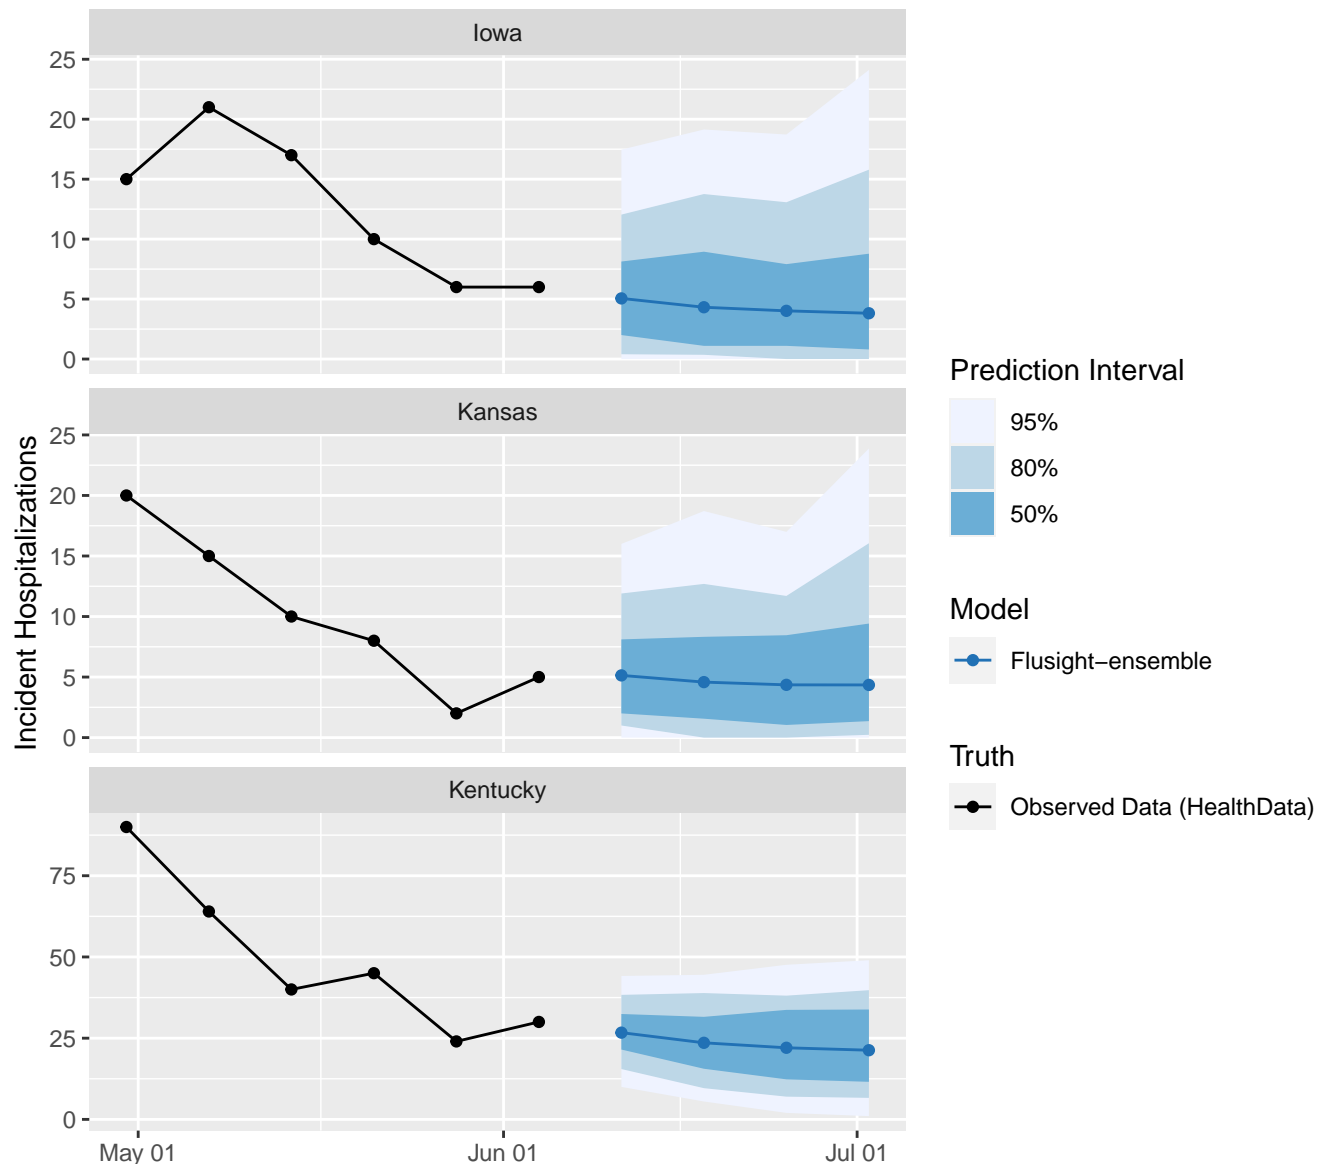 Iowa
25
20
15
10
5
0
Kansas
25
20
15
10
5
0
Kentucky
75
50
25
0
May 01
Jun 01
Jul 01
Incident Hospitalizations
Prediction Interval
95%
80%
50%
Model
Flusight−ensemble
Truth
Observed Data (HealthData)